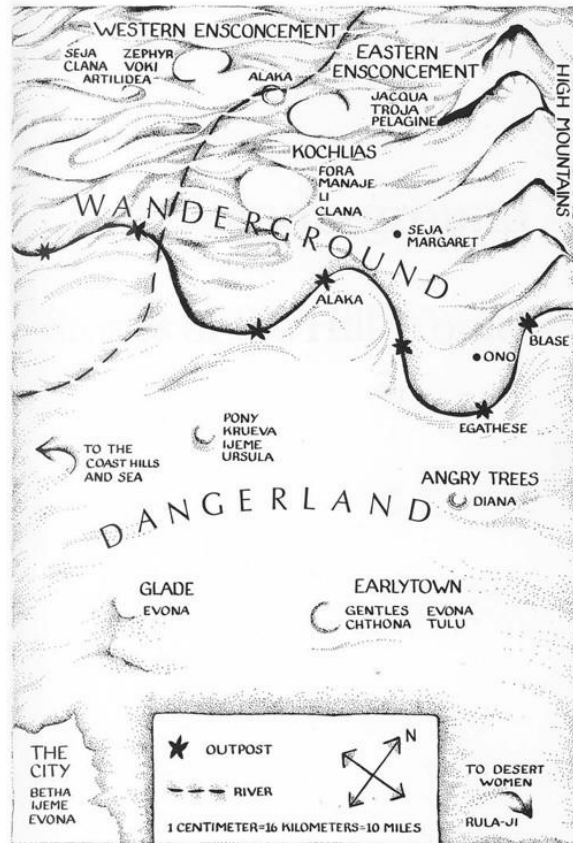 WESTERN ENSCONCEMENT
SEJA ZEPHYR
CLANA VOKI
ARTILIDEA
EASTERN
ENSCONCEMENT
ALAKA
JACQUA
TROJA
PELAGINE
HIGH MOUNTAINS
KOCHLIAS
FORA
MANAJE
LI
CLANA
WANDERGROUND
SEJA
MARGARET
ALAKA
BLASE
ONO
EGATHESE
PONY
KRUEVA
IJEME
URSULA
TO THE
COAST HILLS
AND SEA
ANGRY TREES
DIANA
DANGERLAND
GLADE
EVONA
EARLYTOWN
GENTLES EVONA
CHTHONA TULU
THE
CITY
BETHA
IJEME
EVONA
OUTPOST
N
RIVER
1 CENTIMETER=16 KILOMETERS=10 MILES
TO DESERT
WOMEN
RULA-JI